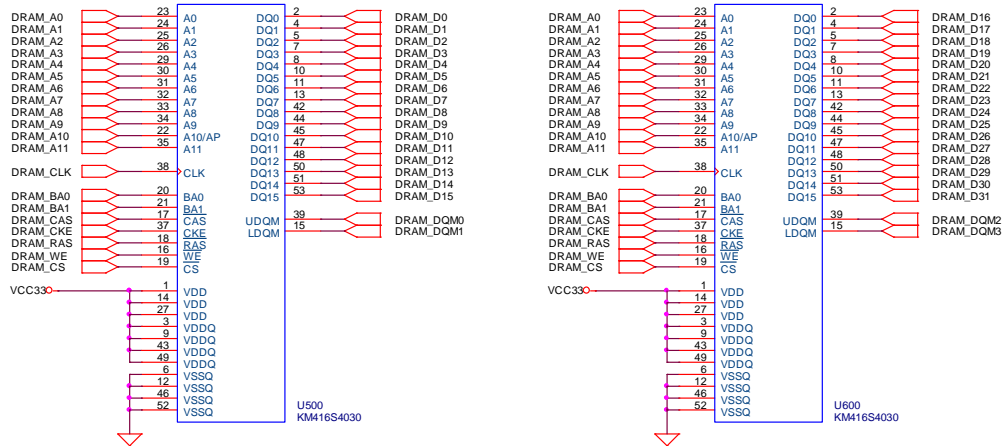 DRAM_A0 23 A0 DQ0 2 DRAM_D0
DRAM_A1 24 A1 DQ1 4 DRAM_D1
DRAM_A2 25 A2 DQ2 5 DRAM_D2
DRAM_A3 26 A3 DQ3 7 DRAM_D3
DRAM_A4 29 A4 DQ4 8 DRAM_D4
DRAM_A5 30 A5 DQ5 10 DRAM_D5
DRAM_A6 31 A6 DQ6 11 DRAM_D6
DRAM_A7 32 A7 DQ7 13 DRAM_D7
DRAM_A8 33 A8 DQ8 42 DRAM_D8
DRAM_A9 34 A9 DQ9 44 DRAM_D9
DRAM_A10 22 A10/AP DQ10 45 DRAM_D10
DRAM_A11 35 A11 DQ11 47 DRAM_D11
DQ12 48 DRAM_D12
DRAM_CLK 38 CLK DQ13 50 DRAM_D13
DQ14 51 DRAM_D14
DRAM_BA0 20 BA0 DQ15 53 DRAM_D15
DRAM_BA1 21 BA1
DRAM_CAS 17 CAS UDQM 39 DRAM_DQM0
DRAM_CKE 37 CKE LDQM 15 DRAM_DQM1
DRAM_RAS 18 RAS
DRAM_WE 16 WE
DRAM_CS 19 CS
VCC33 1 VDD
14 VDD
27 VDD
3 VDDQ
9 VDDQ
43 VDDQ
49 VDDQ
6 VSSQ
12 VSSQ
46 VSSQ
52 VSSQ
U500
KM416S4030
DRAM_A0 23 A0 DQ0 2 DRAM_D16
DRAM_A1 24 A1 DQ1 4 DRAM_D17
DRAM_A2 25 A2 DQ2 5 DRAM_D18
DRAM_A3 26 A3 DQ3 7 DRAM_D19
DRAM_A4 29 A4 DQ4 8 DRAM_D20
DRAM_A5 30 A5 DQ5 10 DRAM_D21
DRAM_A6 31 A6 DQ6 11 DRAM_D22
DRAM_A7 32 A7 DQ7 13 DRAM_D23
DRAM_A8 33 A8 DQ8 42 DRAM_D24
DRAM_A9 34 A9 DQ9 44 DRAM_D25
DRAM_A10 22 A10/AP DQ10 45 DRAM_D26
DRAM_A11 35 A11 DQ11 47 DRAM_D27
DQ12 48 DRAM_D28
DRAM_CLK 38 CLK DQ13 50 DRAM_D29
DQ14 51 DRAM_D30
DRAM_BA0 20 BA0 DQ15 53 DRAM_D31
DRAM_BA1 21 BA1
DRAM_CAS 17 CAS UDQM 39 DRAM_DQM2
DRAM_CKE 37 CKE LDQM 15 DRAM_DQM3
DRAM_RAS 18 RAS
DRAM_WE 16 WE
DRAM_CS 19 CS
VCC33 1 VDD
14 VDD
27 VDD
3 VDDQ
9 VDDQ
43 VDDQ
49 VDDQ
6 VSSQ
12 VSSQ
46 VSSQ
52 VSSQ
U600
KM416S4030